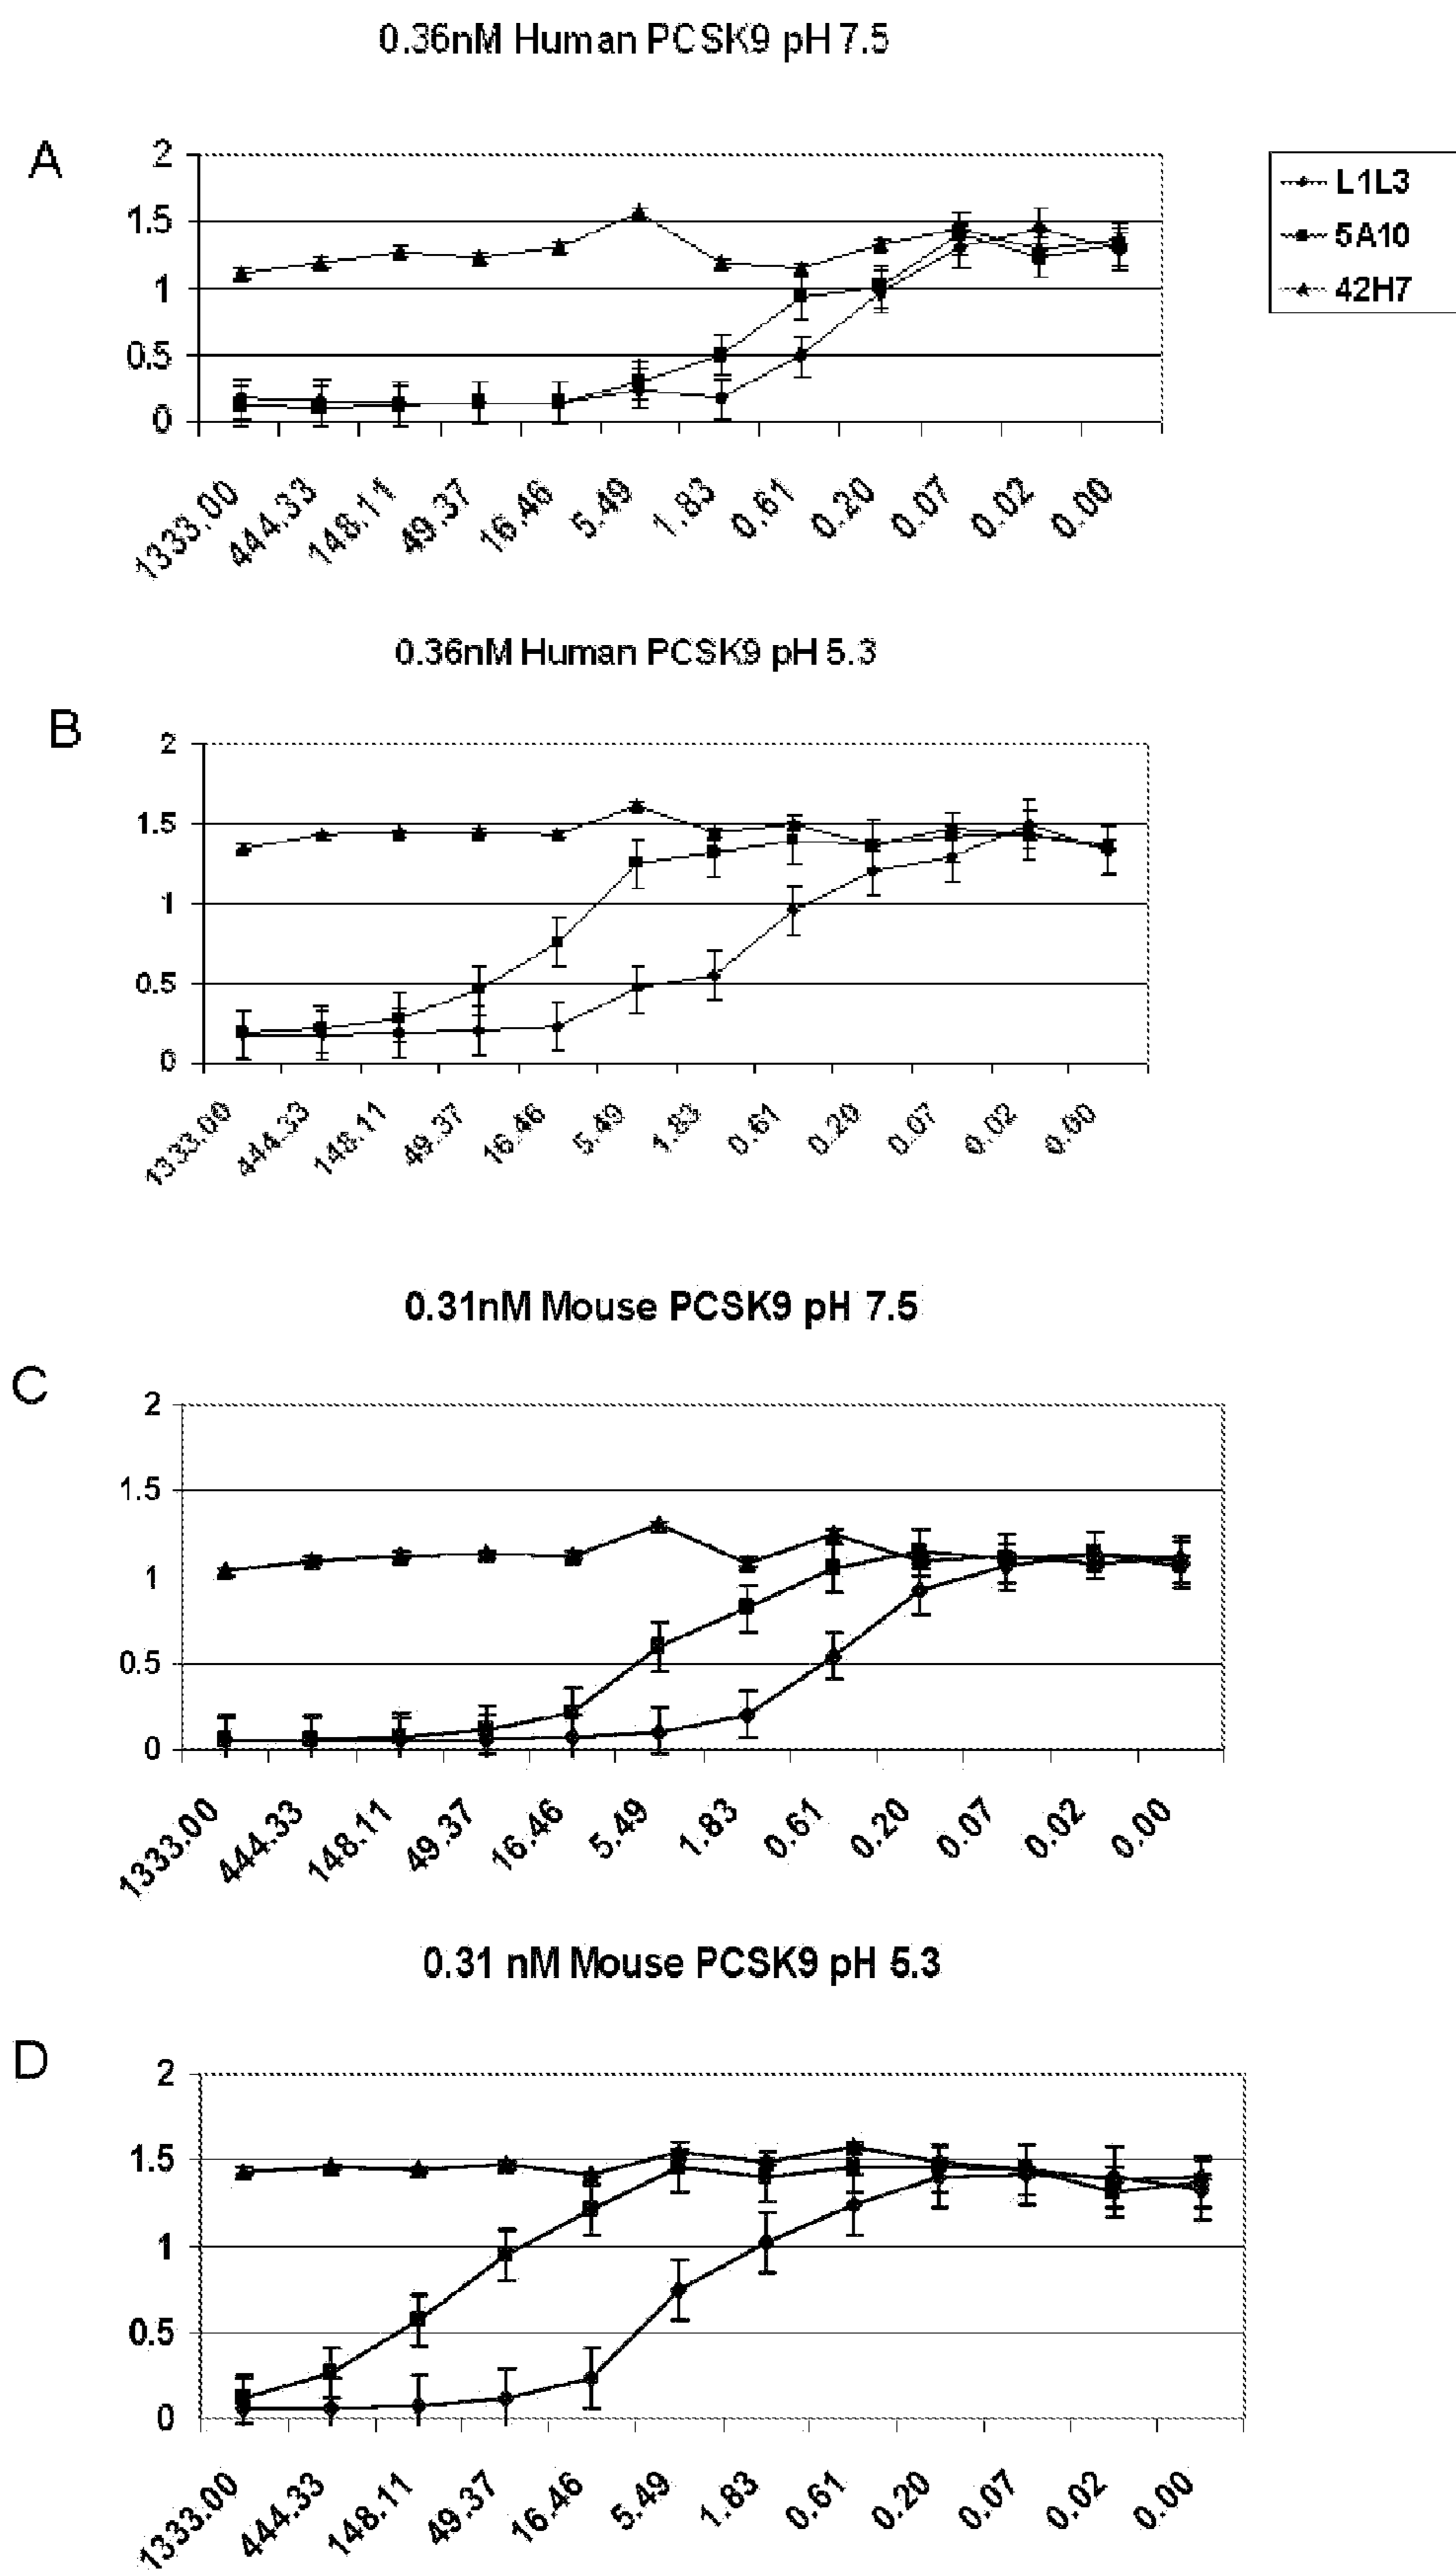 0.36nM Human PCSK9 pH 7.5
A
2
1.5
1
0.5
0
1333.00 444.33 148.11 49.37 16.46 5.49 1.83 0.61 0.20 0.07 0.02 0.00
L1L3
5A10
42H7
0.36nM Human PCSK9 pH 5.3
B
2
1.5
1
0.5
0
1333.00 444.33 148.11 49.37 16.46 5.49 1.83 0.61 0.20 0.07 0.02 0.00
0.31nM Mouse PCSK9 pH 7.5
C
2
1.5
1
0.5
0
1333.00 444.33 148.11 49.37 16.46 5.49 1.83 0.61 0.20 0.07 0.02 0.00
0.31 nM Mouse PCSK9 pH 5.3
D
2
1.5
1
0.5
0
1333.00 444.33 148.11 49.37 16.46 5.49 1.83 0.61 0.20 0.07 0.02 0.00